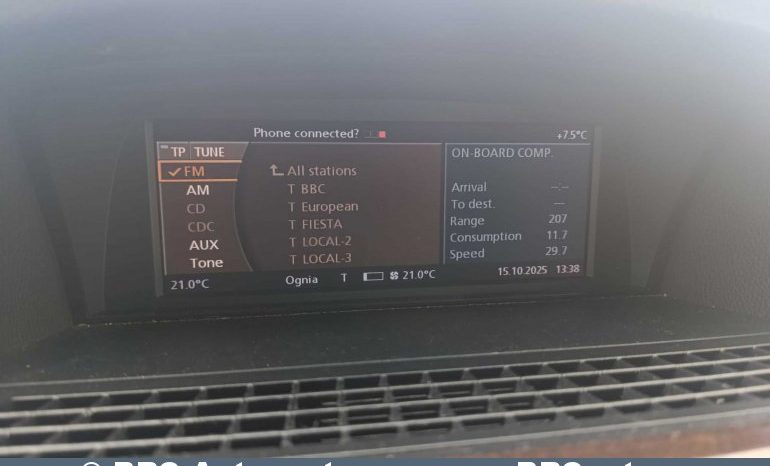 Phone connected?
+7.5°C
TP TUNE
FM
AM
CD
CDC
AUX
Tone
All stations
T BBC
T European
T FIESTA
T LOCAL-2
T LOCAL-3
ON-BOARD COMP.
Arrival --:--
To dest. ---
Range 207
Consumption 11.7
Speed 29.7
21.0°C
Ognia T
21.0°C
15.10.2025 13:38